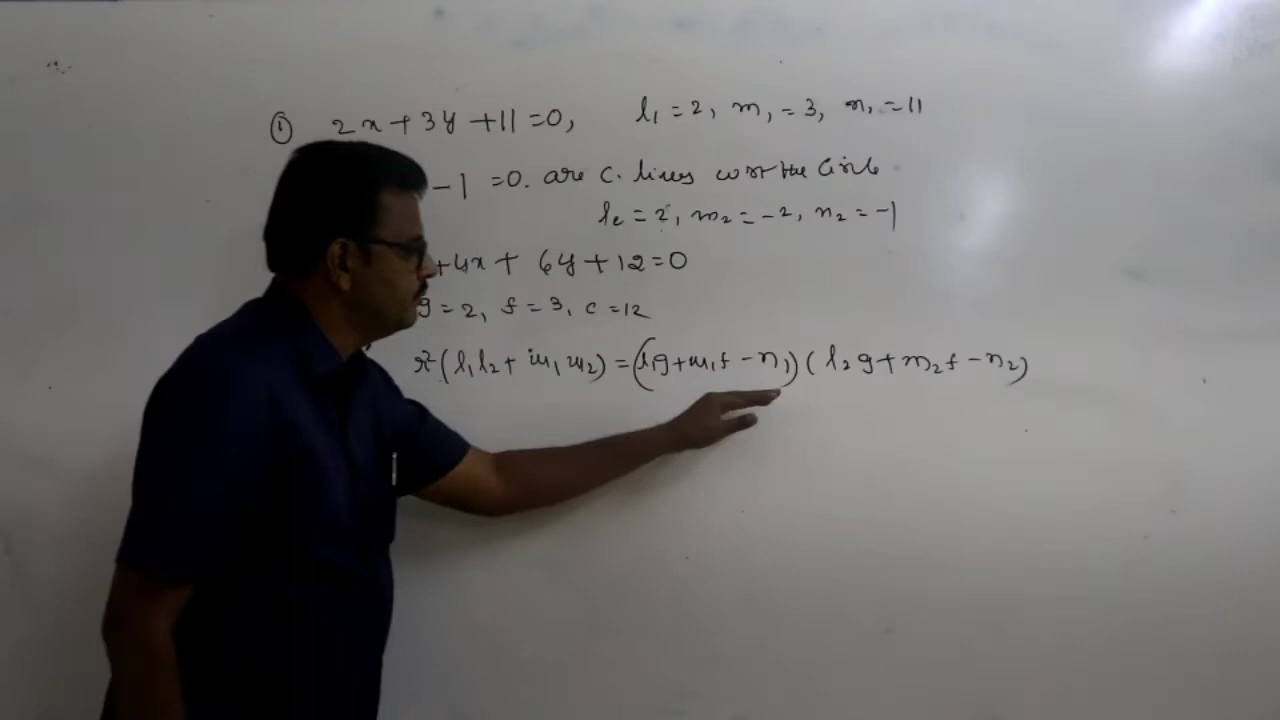 ① 2x + 3y + 11 = 0, l₁ = 2, m₁ = 3, n₁ = 11
- 1 = 0. are c. lines wor the Circle
l₂ = 2, m₂ = -2, n₂ = -1
+ 4x + 6y + 12 = 0
g = 2, f = 3, c = 12
r²(l₁l₂ + m₁m₂) = (l₁g + m₁f - n₁)(l₂g + m₂f - n₂)